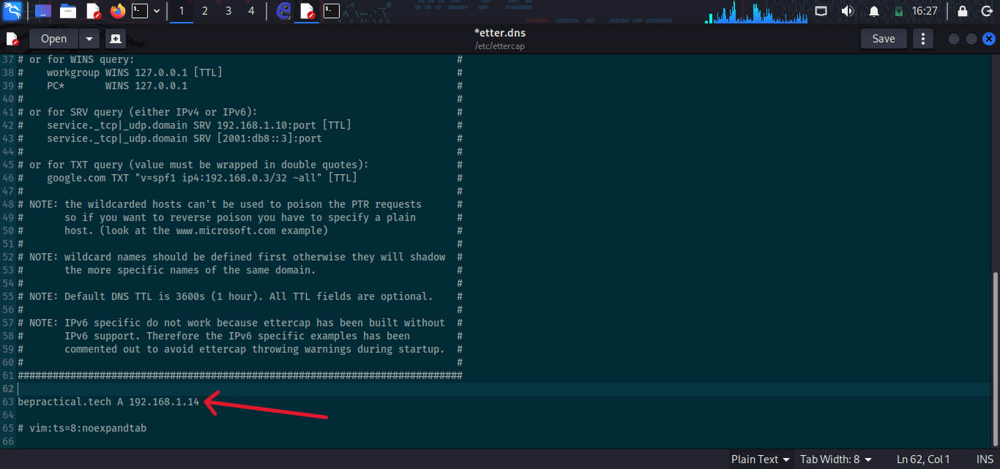 1 2 3 4 16:27
Open *etter.dns Save
/etc/ettercap
37 # or for WINS query: #
38 #    workgroup WINS 127.0.0.1 [TTL] #
39 #    PC*       WINS 127.0.0.1 #
40 # #
41 # or for SRV query (either IPv4 or IPv6): #
42 #    service._tcp|_udp.domain SRV 192.168.1.10:port [TTL] #
43 #    service._tcp|_udp.domain SRV [2001:db8::3]:port #
44 # #
45 # or for TXT query (value must be wrapped in double quotes): #
46 #    google.com TXT "v=spf1 ip4:192.168.0.3/32 ~all" [TTL] #
47 # #
48 # NOTE: the wildcarded hosts can't be used to poison the PTR requests #
49 #       so if you want to reverse poison you have to specify a plain #
50 #       host. (look at the www.microsoft.com example) #
51 # #
52 # NOTE: wildcard names should be defined first otherwise they will shadow #
53 #       the more specific names of the same domain. #
54 # #
55 # NOTE: Default DNS TTL is 3600s (1 hour). All TTL fields are optional. #
56 # #
57 # NOTE: IPv6 specific do not work because ettercap has been built without #
58 #       IPv6 support. Therefore the IPv6 specific examples has been #
59 #       commented out to avoid ettercap throwing warnings during startup. #
60 # #
61 ############################################################################
62
63 bepractical.tech A 192.168.1.14
64
65 # vim:ts=8:noexpandtab
66
Plain Text Tab Width: 8 Ln 62, Col 1 INS